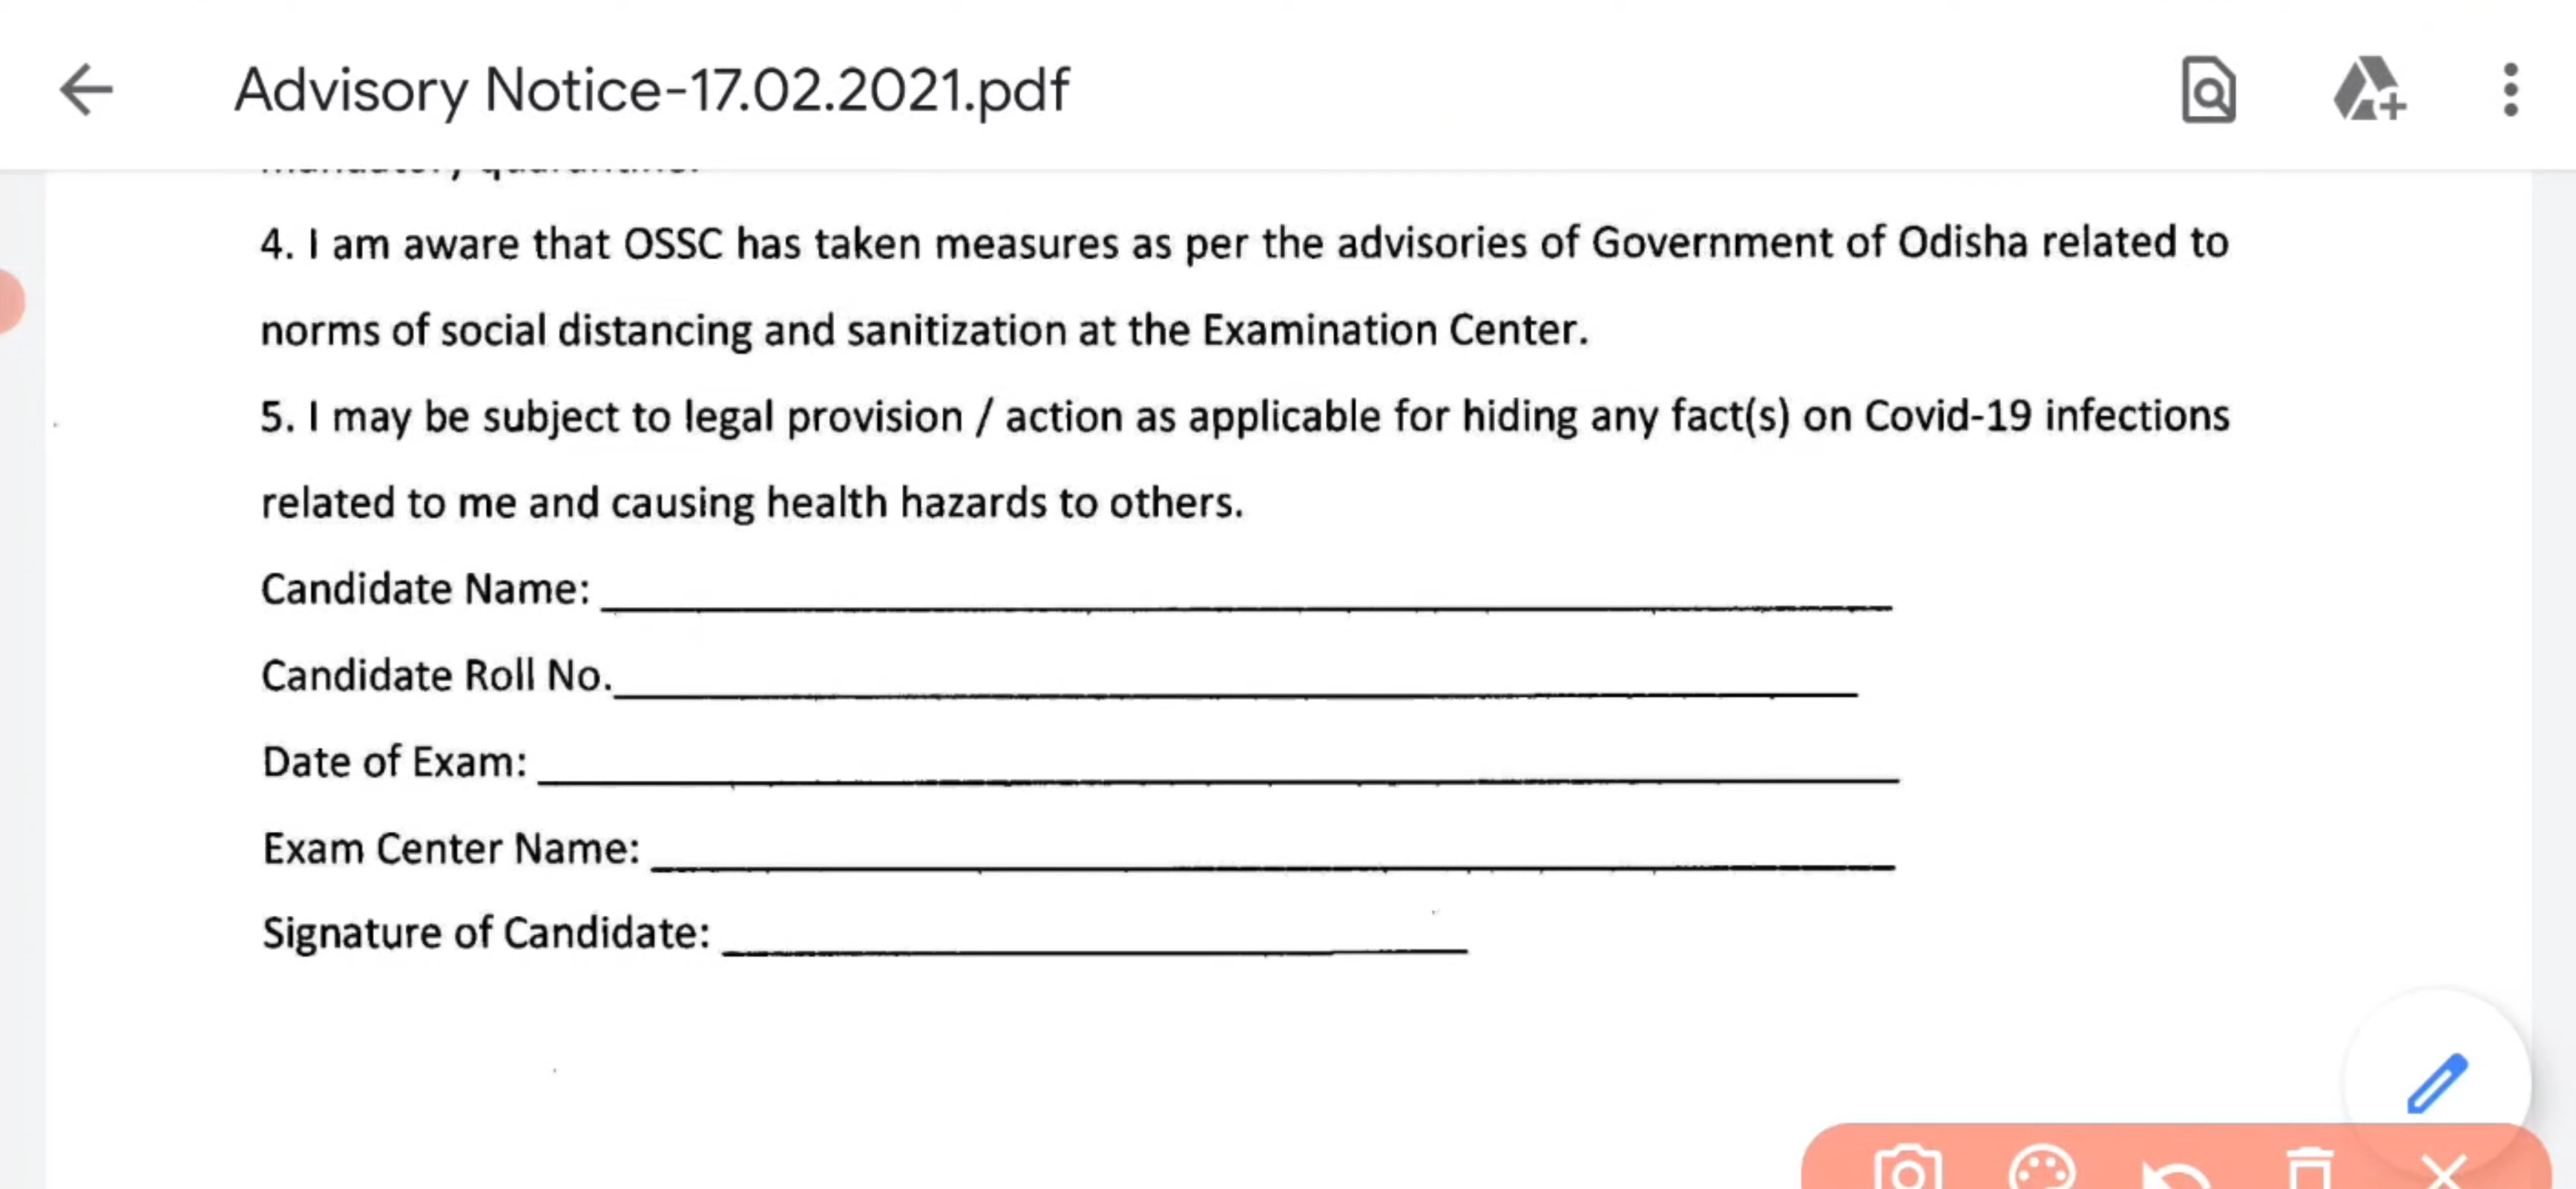 Advisory Notice-17.02.2021.pdf
4. I am aware that OSSC has taken measures as per the advisories of Government of Odisha related to
norms of social distancing and sanitization at the Examination Center.
5. I may be subject to legal provision / action as applicable for hiding any fact(s) on Covid-19 infections
related to me and causing health hazards to others.
Candidate Name:
Candidate Roll No.
Date of Exam:
Exam Center Name:
Signature of Candidate: